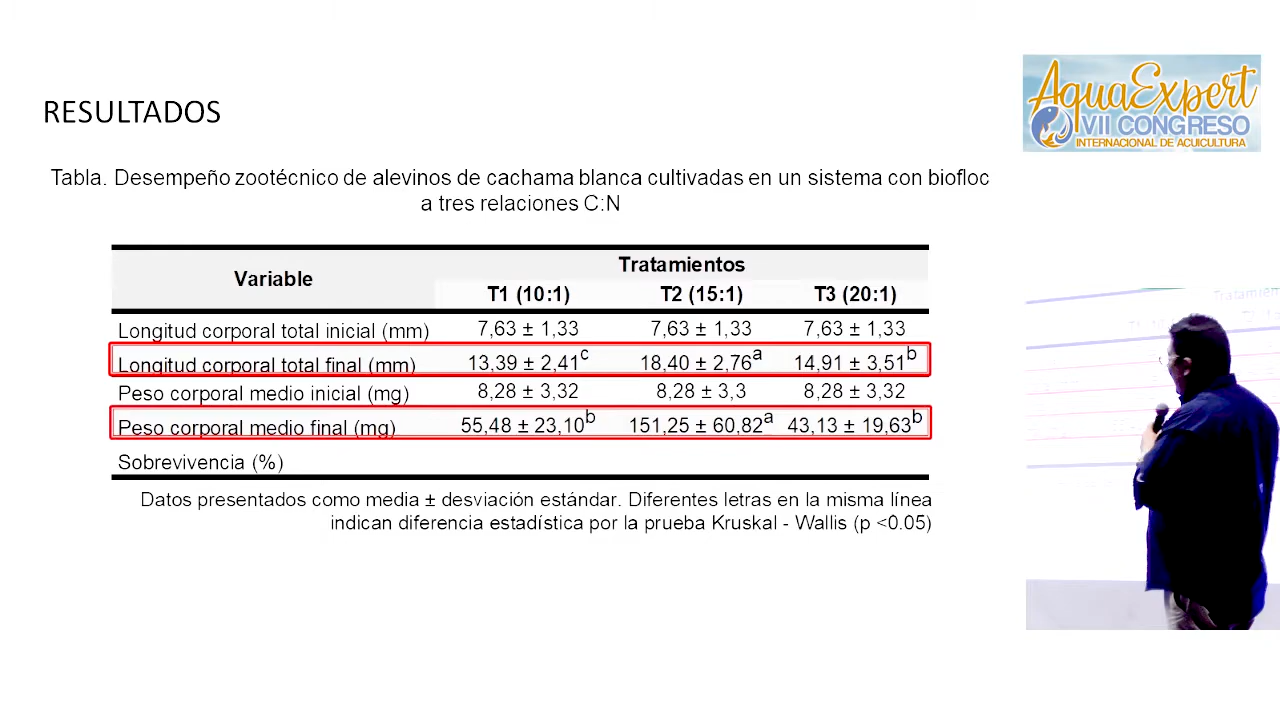 AquaExpert
VII CONGRESO
INTERNACIONAL DE ACUICULTURA
RESULTADOS
Tabla. Desempeño zootécnico de alevinos de cachama blanca cultivadas en un sistema con biofloc
a tres relaciones C:N
Variable Tratamientos
T1 (10:1) T2 (15:1) T3 (20:1)
Longitud corporal total inicial (mm) 7,63 ± 1,33 7,63 ± 1,33 7,63 ± 1,33
Longitud corporal total final (mm) 13,39 ± 2,41c 18,40 ± 2,76a 14,91 ± 3,51b
Peso corporal medio inicial (mg) 8,28 ± 3,32 8,28 ± 3,3 8,28 ± 3,32
Peso corporal medio final (mg) 55,48 ± 23,10b 151,25 ± 60,82a 43,13 ± 19,63b
Sobrevivencia (%)
Datos presentados como media ± desviación estándar. Diferentes letras en la misma línea
indican diferencia estadística por la prueba Kruskal - Wallis (p <0.05)